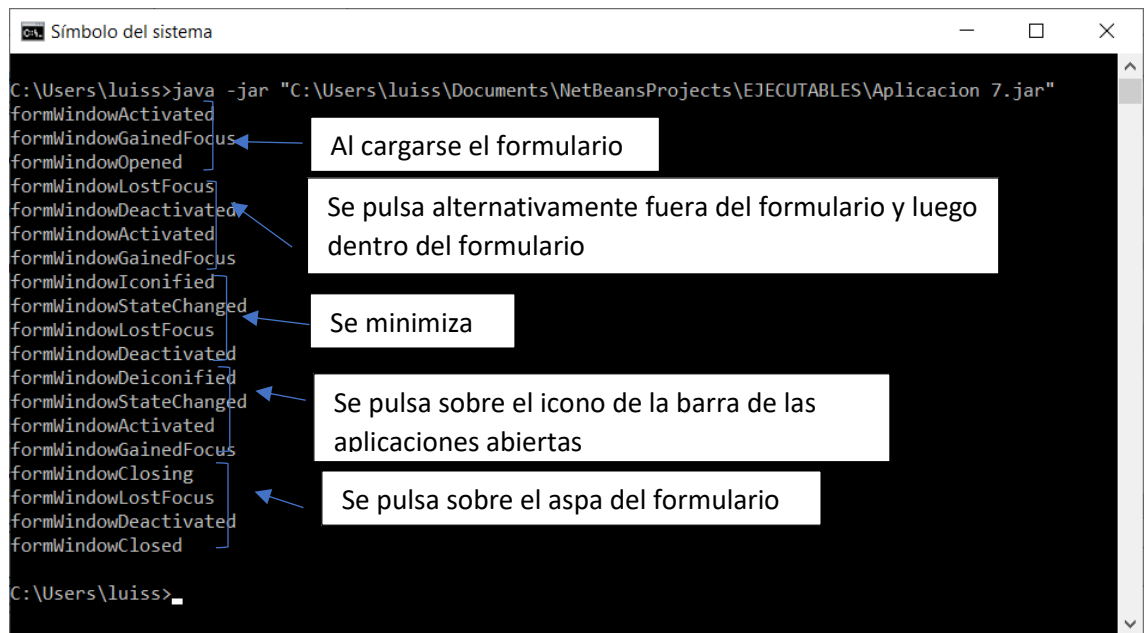 Símbolo del sistema
C:\Users\luiss>java -jar "C:\Users\luiss\Documents\NetBeansProjects\EJECUTABLES\Aplicacion 7.jar"
formWindowActivated
formWindowGainedFocus
formWindowOpened
Al cargarse el formulario
formWindowLostFocus
formWindowDeactivated
formWindowActivated
formWindowGainedFocus
Se pulsa alternativamente fuera del formulario y luego
dentro del formulario
formWindowIconified
formWindowStateChanged
formWindowLostFocus
formWindowDeactivated
Se minimiza
formWindowDeiconified
formWindowStateChanged
formWindowActivated
formWindowGainedFocus
Se pulsa sobre el icono de la barra de las
aplicaciones abiertas
formWindowClosing
formWindowLostFocus
formWindowDeactivated
formWindowClosed
Se pulsa sobre el aspa del formulario
C:\Users\luiss>